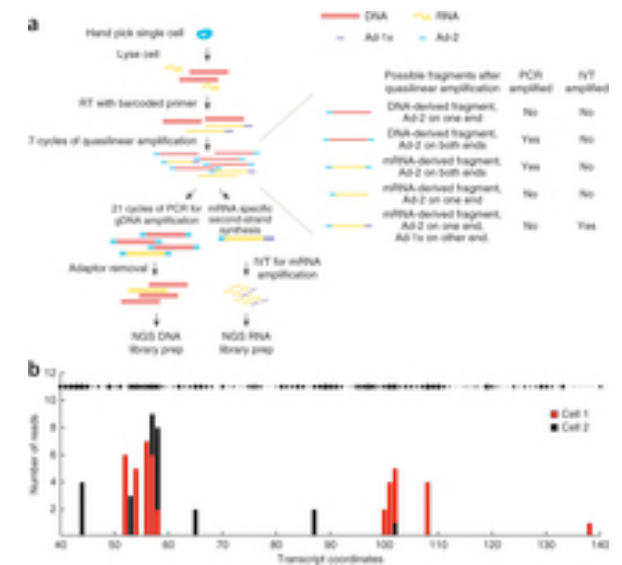 a
DNA
RNA
Ad-1x
Ad-2
Hand pick single cell
Lyse cell
RT with barcoded primer
7 cycles of quasilinear amplification
21 cycles of PCR for
gDNA amplification
mRNA specific
second-strand
synthesis
Adaptor removal
IVT for mRNA
amplification
NGS DNA
library prep
NGS RNA
library prep
Possible fragments after
quasilinear amplification
PCR
amplified
IVT
amplified
DNA-derived fragment,
Ad-2 on one end
No
No
DNA-derived fragment,
Ad-2 on both ends
Yes
No
mRNA-derived fragment,
Ad-2 on both ends
Yes
No
mRNA-derived fragment,
Ad-2 on one end
No
No
mRNA-derived fragment,
Ad-2 on one end,
Ad-1x on other end.
No
Yes
b
Number of reads
12
10
8
6
4
2
Cell 1
Cell 2
40 50 60 70 80 90 100 110 120 130 140
Transcript coordinates